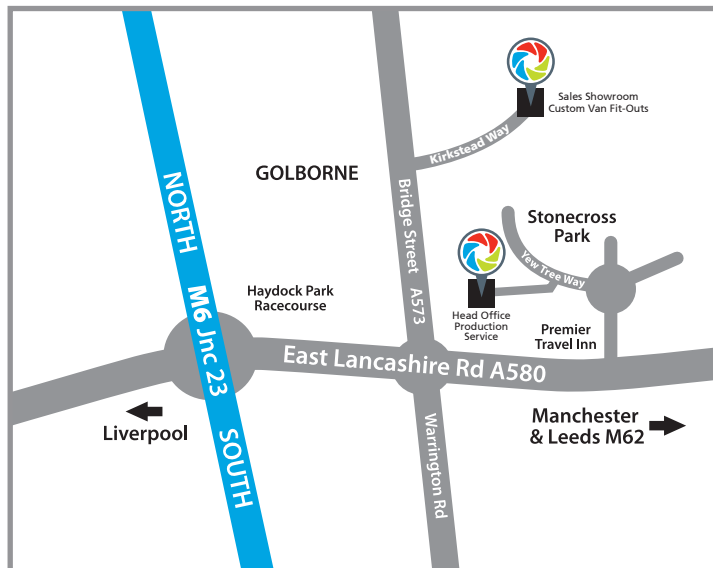 Sales Showroom
Custom Van Fit-Outs
Kirkstead Way
GOLBORNE
NORTH
M6 Jnc 23
SOUTH
Bridge Street A573
Stonecross
Park
Yew Tree Way
Haydock Park
Racecourse
Head Office
Production
Service
Premier
Travel Inn
East Lancashire Rd A580
Liverpool
Warrington Rd
Manchester
& Leeds M62